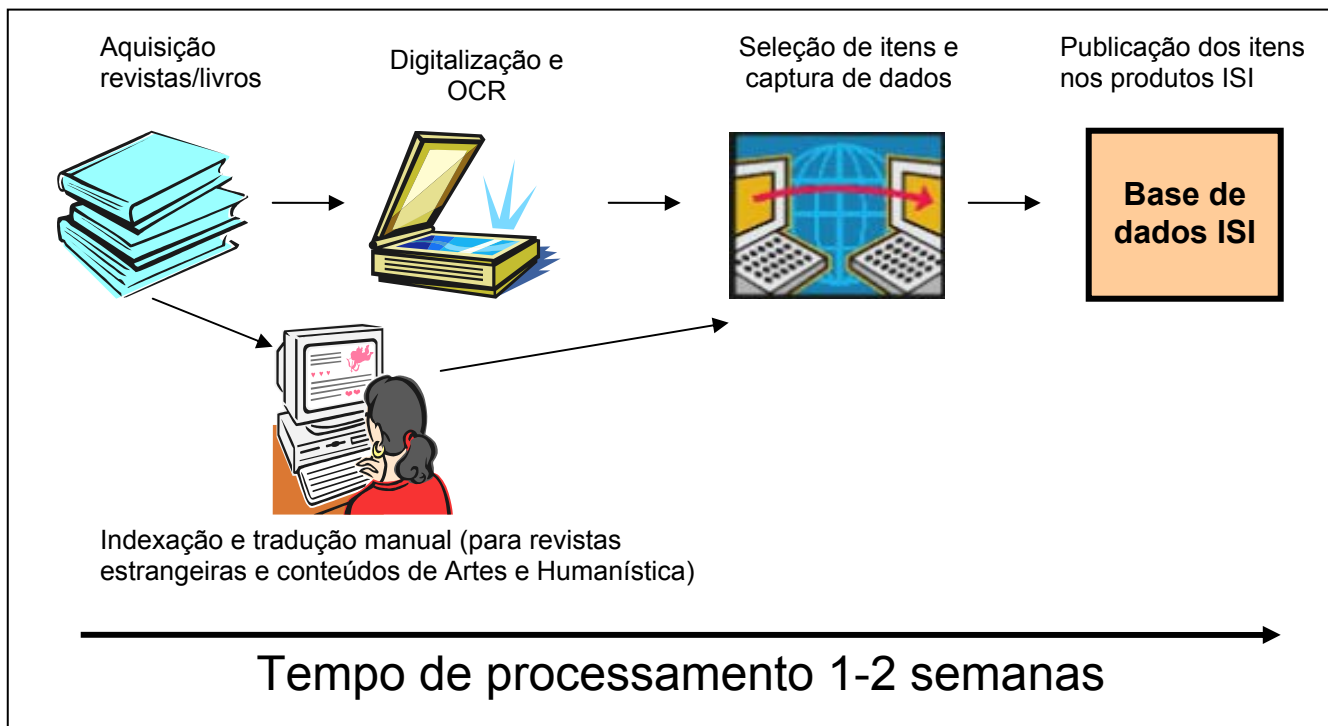 Aquisição
revistas/livros
Digitalização e
OCR
Seleção de itens e
captura de dados
Publicação dos itens
nos produtos ISI
Base de
dados ISI
Indexação e tradução manual (para revistas
estrangeiras e conteúdos de Artes e Humanística)
Tempo de processamento 1-2 semanas